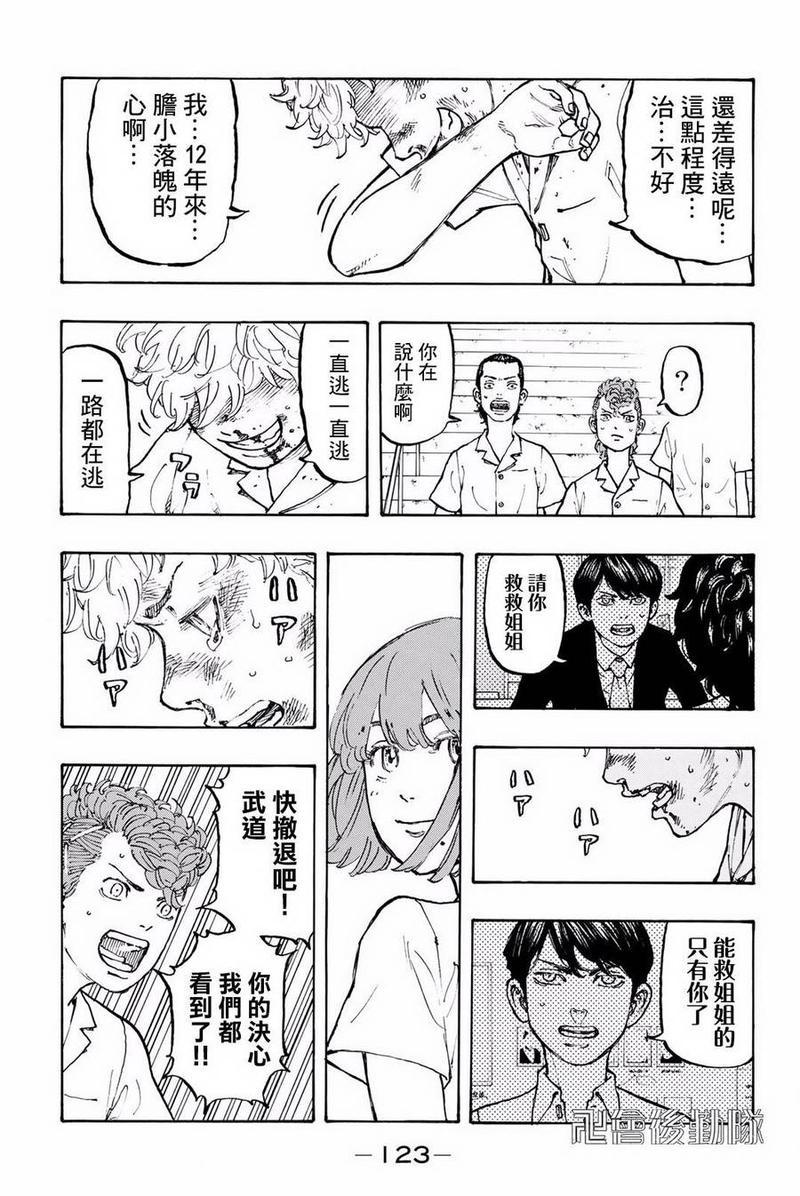 還差得遠呢…
這點程度…
治…不好
我…12年來…
膽小落魄的
心啊…
？
你在
說什麼啊
一直逃一直逃
一路都在逃
フラ
請你
救救姐姐
ハァ
ハァ
ハァ
ハァ
能救姐姐的
只有你了
快撤退吧！
武道
你的決心
我們都
看到了!!
卍會後勤隊
－123－